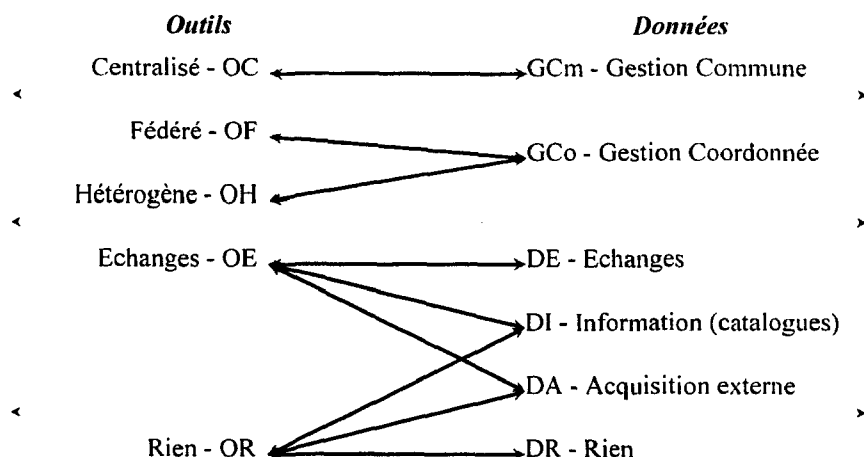 Outils Données
Centralisé - OC GCm - Gestion Commune
Fédéré - OF
GCo - Gestion Coordonnée
Hétérogène - OH
Echanges - OE DE - Echanges
DI - Information (catalogues)
DA - Acquisition externe
Rien - OR DR - Rien